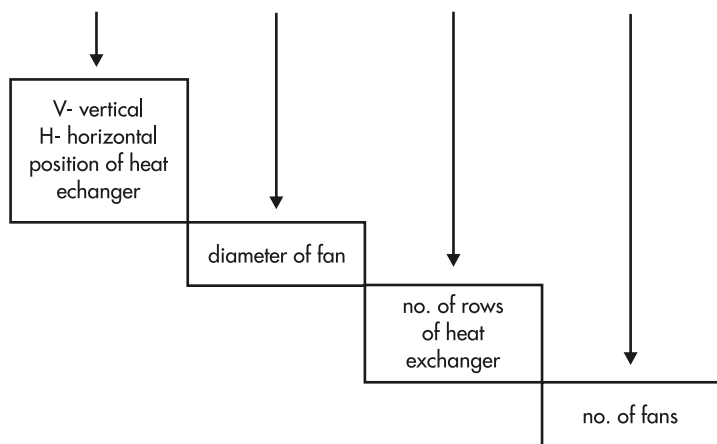 V- vertical
H- horizontal
position of heat
echanger
diameter of fan
no. of rows
of heat
exchanger
no. of fans